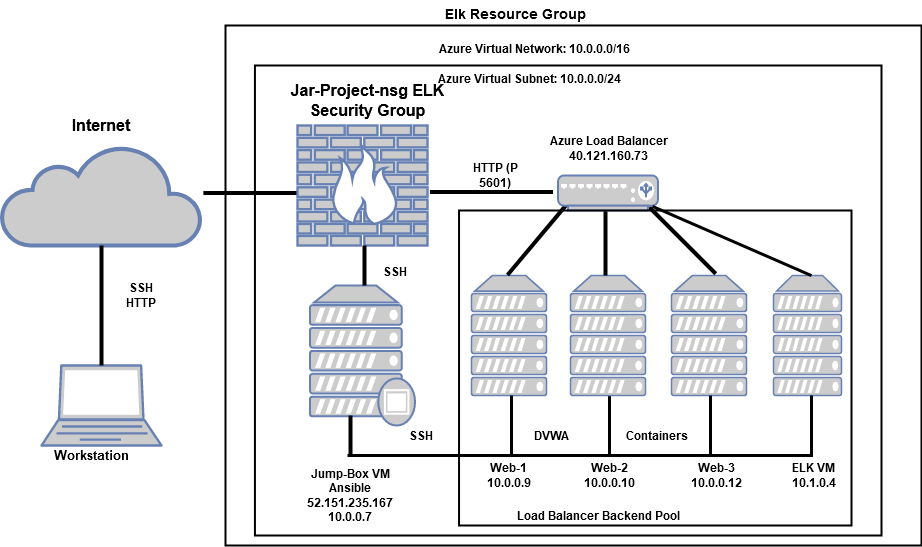 Elk Resource Group
Azure Virtual Network: 10.0.0.0/16
Azure Virtual Subnet: 10.0.0.0/24
Jar-Project-nsg ELK
Security Group
Internet
Azure Load Balancer
40.121.160.73
HTTP (P
5601)
SSH
SSH
HTTP
SSH
DVWA
Containers
Workstation
Jump-Box VM
Ansible
52.151.235.167
10.0.0.7
Web-1
10.0.0.9
Web-2
10.0.0.10
Web-3
10.0.0.12
ELK VM
10.1.0.4
Load Balancer Backend Pool